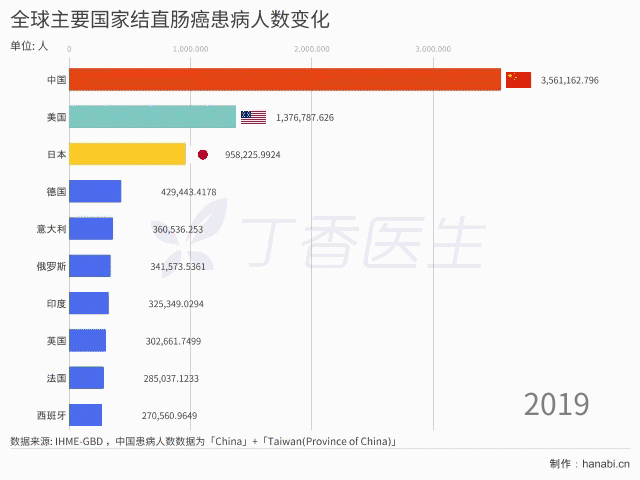 全球主要国家结直肠癌患病人数变化
单位: 人
0 1,000,000 2,000,000 3,000,000
中国 3,561,162.796
美国 1,376,787.626
日本 958,225.9924
德国 429,443.4178
意大利 360,536.253
俄罗斯 341,573.5361
印度 325,349.0294
英国 302,661.7499
法国 285,037.1233
西班牙 270,560.9649
丁香医生
2019
数据来源: IHME-GBD ，中国患病人数数据为「China」+「Taiwan(Province of China)」
制作：hanabi.cn